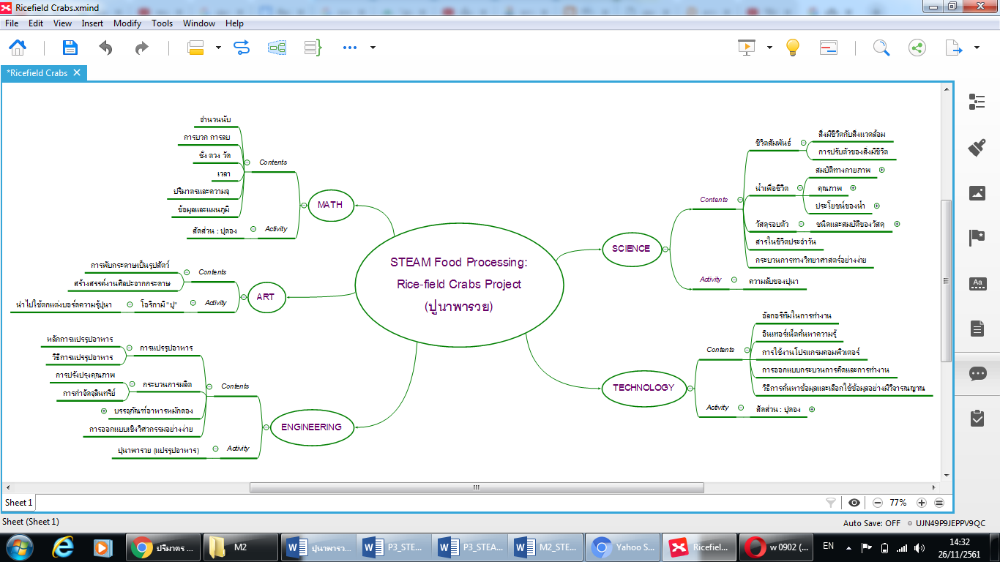 Ricefield Crabs.xmind
File Edit View Insert Modify Tools Window Help
*Ricefield Crabs
STEAM Food Processing:
Rice-field Crabs Project
(ปูนาพารวย)
MATH
Contents
จำนวนนับ
การบวก การลบ
ชั่ง ตวง วัด
เวลา
ปริมาตรและความจุ
ข้อมูลและแผนภูมิ
Activity
สัดส่วน : ปูดอง
ART
Contents
การพับกระดาษเป็นรูปสัตว์
สร้างสรรค์งานศิลปะจากกระดาษ
Activity
โอริกามิ "ปู"
นำไปใช้ตกแต่งบอร์ดความรู้ปูนา
ENGINEERING
Contents
การแปรรูปอาหาร
หลักการแปรรูปอาหาร
วิธีการแปรรูปอาหาร
กระบวนการผลิต
การปรับปรุงคุณภาพ
การกำจัดจุลินทรีย์
บรรจุภัณฑ์อาหารหมักดอง
การออกแบบเชิงวิศวกรรมอย่างง่าย
Activity
ปูนาพารวย (แปรรูปอาหาร)
SCIENCE
Contents
ชีวิตสัมพันธ์
สิ่งมีชีวิตกับสิ่งแวดล้อม
การปรับตัวของสิ่งมีชีวิต
น้ำเพื่อชีวิต
สมบัติทางกายภาพ
คุณภาพ
ประโยชน์ของน้ำ
วัสดุรอบตัว
ชนิดและสมบัติของวัสดุ
สารในชีวิตประจำวัน
กระบวนการทางวิทยาศาสตร์อย่างง่าย
Activity
ความลับของปูนา
TECHNOLOGY
Contents
อัลกอริทึมในการทำงาน
อินเทอร์เน็ตค้นหาความรู้
การใช้งานโปรแกรมคอมพิวเตอร์
การออกแบบกระบวนการคิดและการทำงาน
วิธีการค้นหาข้อมูลและเลือกใช้ข้อมูลอย่างมีวิจารณญาณ
Activity
สัดส่วน : ปูดอง
Sheet 1
77%
Sheet (Sheet 1)
Auto Save: OFF UJN49P9JEPPV9QC
ปริมาตร ... M2 ปูนาพารว... P3_STE... P3_STEA... M2_STE... Yahoo S... Ricefiel... w 0902 (... EN 14:32
26/11/2561